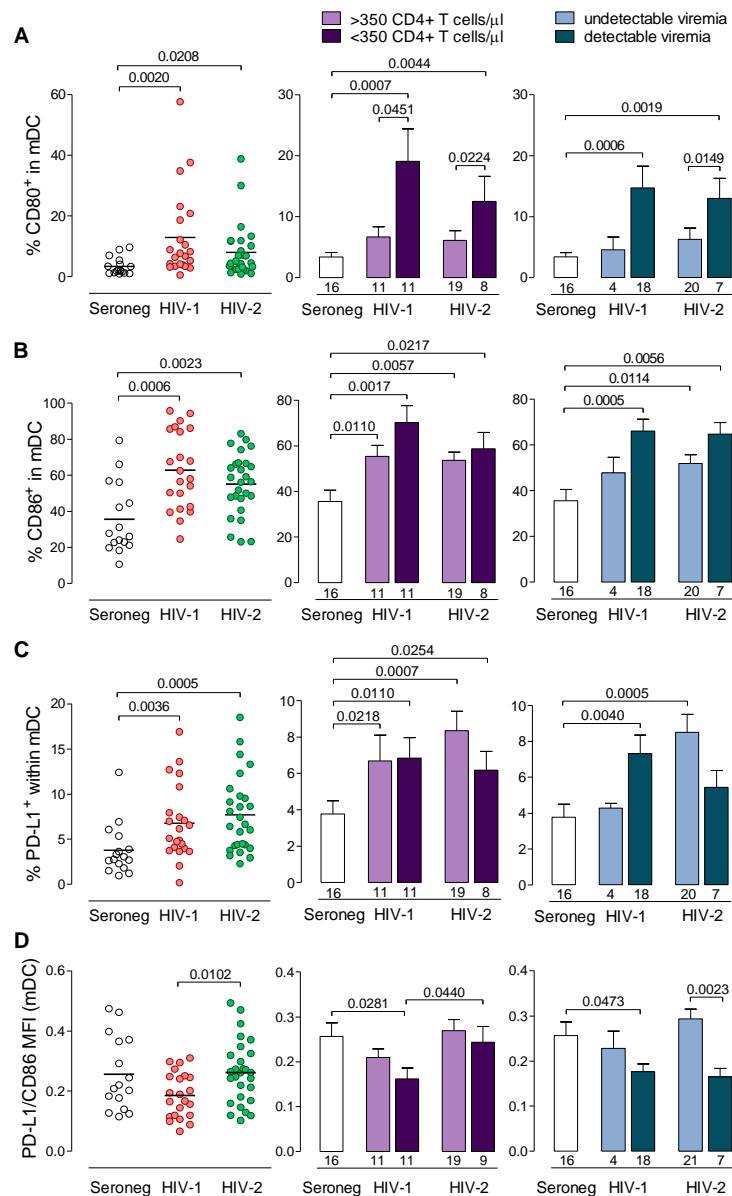 >350 CD4+ T cells/µl
<350 CD4+ T cells/µl
undetectable viremia
detectable viremia
A
% CD80+ in mDC
60
40
20
0
0.0208
0.0020
Seroneg HIV-1 HIV-2
30
20
10
0
0.0044
0.0007
0.0451
0.0224
16 11 11 19 8
Seroneg HIV-1 HIV-2
30
20
10
0
0.0019
0.0006
0.0149
16 4 18 20 7
Seroneg HIV-1 HIV-2
B
% CD86+ in mDC
100
80
60
40
20
0
0.0023
0.0006
Seroneg HIV-1 HIV-2
80
60
40
20
0
0.0217
0.0057
0.0017
0.0110
16 11 11 19 8
Seroneg HIV-1 HIV-2
80
60
40
20
0
0.0056
0.0114
0.0005
16 4 18 20 7
Seroneg HIV-1 HIV-2
C
% PD-L1+ within mDC
20
15
10
5
0
0.0005
0.0036
Seroneg HIV-1 HIV-2
10
8
6
4
2
0
0.0254
0.0007
0.0110
0.0218
16 11 11 19 8
Seroneg HIV-1 HIV-2
10
8
6
4
2
0
0.0005
0.0040
16 4 18 20 7
Seroneg HIV-1 HIV-2
D
PD-L1/CD86 MFI (mDC)
0.6
0.4
0.2
0.0
0.0102
Seroneg HIV-1 HIV-2
0.4
0.3
0.2
0.1
0.0
0.0281
0.0440
16 11 11 19 9
Seroneg HIV-1 HIV-2
0.4
0.3
0.2
0.1
0.0
0.0473
0.0023
16 4 18 21 7
Seroneg HIV-1 HIV-2